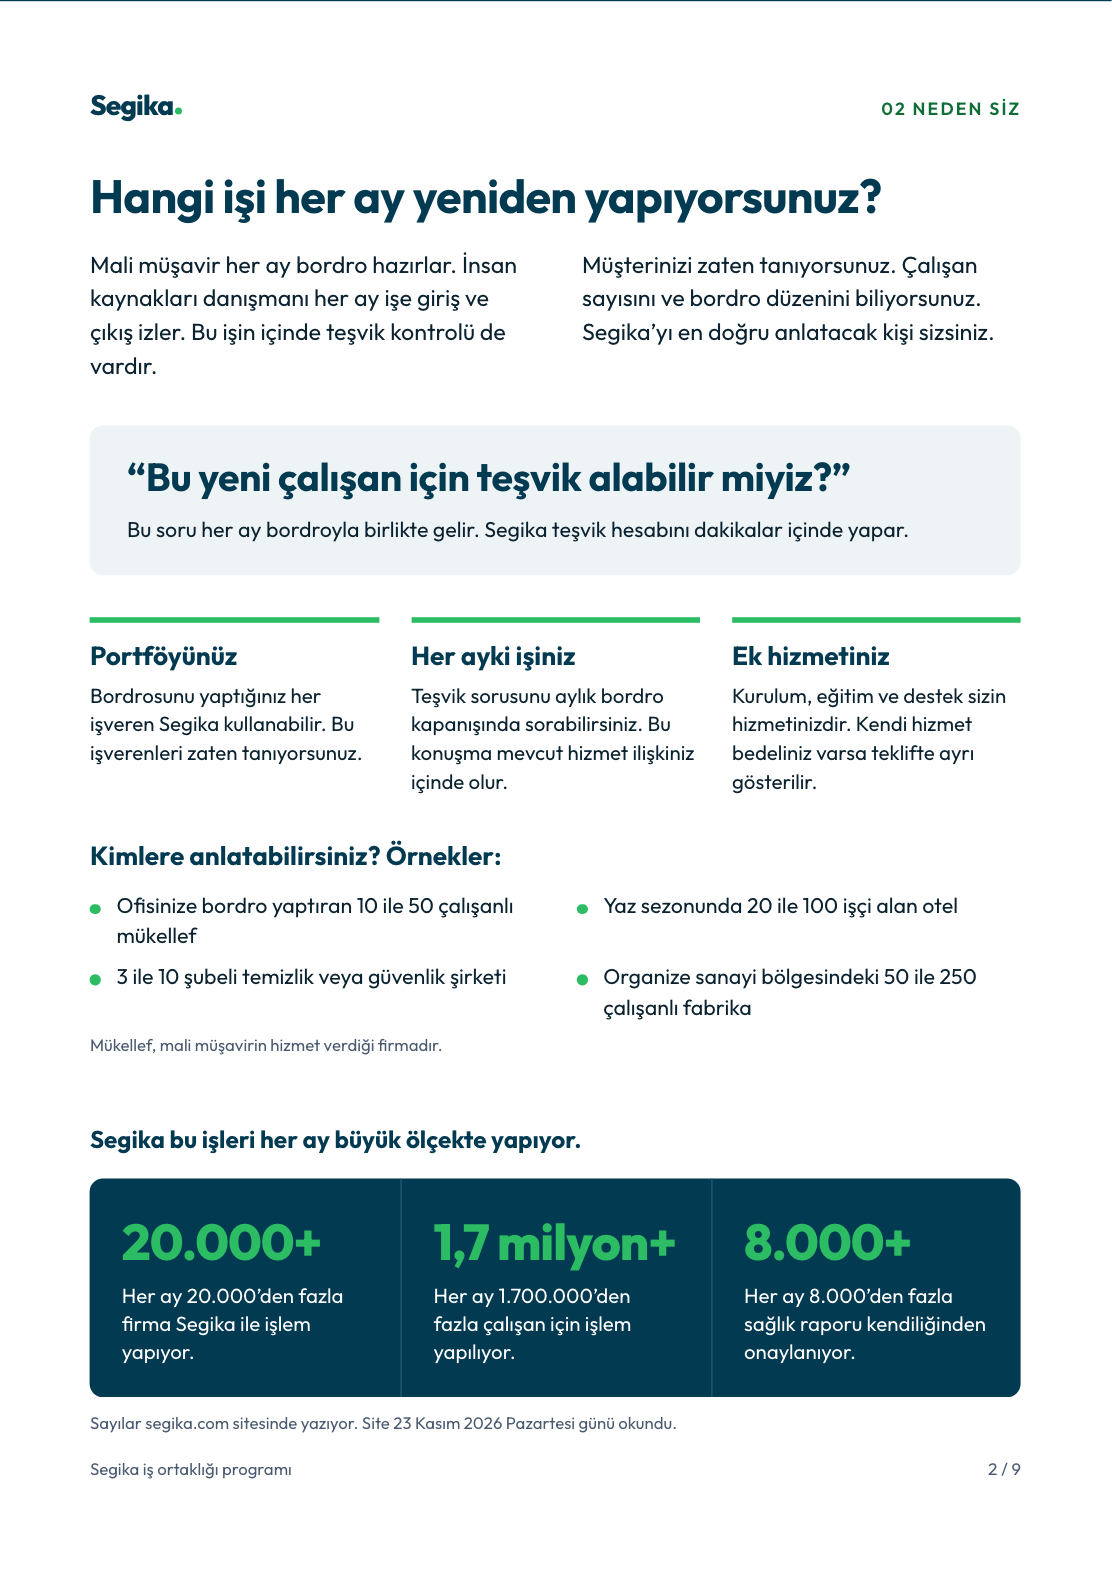 Segika.
02 NEDEN SİZ
Hangi işi her ay yeniden yapıyorsunuz?
Mali müşavir her ay bordro hazırlar. İnsan
kaynakları danışmanı her ay işe giriş ve
çıkış izler. Bu işin içinde teşvik kontrolü de
vardır.
Müşterinizi zaten tanıyorsunuz. Çalışan
sayısını ve bordro düzenini biliyorsunuz.
Segika’yı en doğru anlatacak kişi sizsiniz.
“Bu yeni çalışan için teşvik alabilir miyiz?”
Bu soru her ay bordroyla birlikte gelir. Segika teşvik hesabını dakikalar içinde yapar.
Portföyünüz
Bordrosunu yaptığınız her
işveren Segika kullanabilir. Bu
işverenleri zaten tanıyorsunuz.
Her ayki işiniz
Teşvik sorusunu aylık bordro
kapanışında sorabilirsiniz. Bu
konuşma mevcut hizmet ilişkiniz
içinde olur.
Ek hizmetiniz
Kurulum, eğitim ve destek sizin
hizmetinizdir. Kendi hizmet
bedeliniz varsa teklifte ayrı
gösterilir.
Kimlere anlatabilirsiniz? Örnekler:
Ofisinize bordro yaptıran 10 ile 50 çalışanlı
mükellef
Yaz sezonunda 20 ile 100 işçi alan otel
3 ile 10 şubeli temizlik veya güvenlik şirketi
Organize sanayi bölgesindeki 50 ile 250
çalışanlı fabrika
Mükellef, mali müşavirin hizmet verdiği firmadır.
Segika bu işleri her ay büyük ölçekte yapıyor.
20.000+
Her ay 20.000’den fazla
firma Segika ile işlem
yapıyor.
1,7 milyon+
Her ay 1.700.000’den
fazla çalışan için işlem
yapılıyor.
8.000+
Her ay 8.000’den fazla
sağlık raporu kendiliğinden
onaylanıyor.
Sayılar segika.com sitesinde yazıyor. Site 23 Kasım 2026 Pazartesi günü okundu.
Segika iş ortaklığı programı
2 / 9